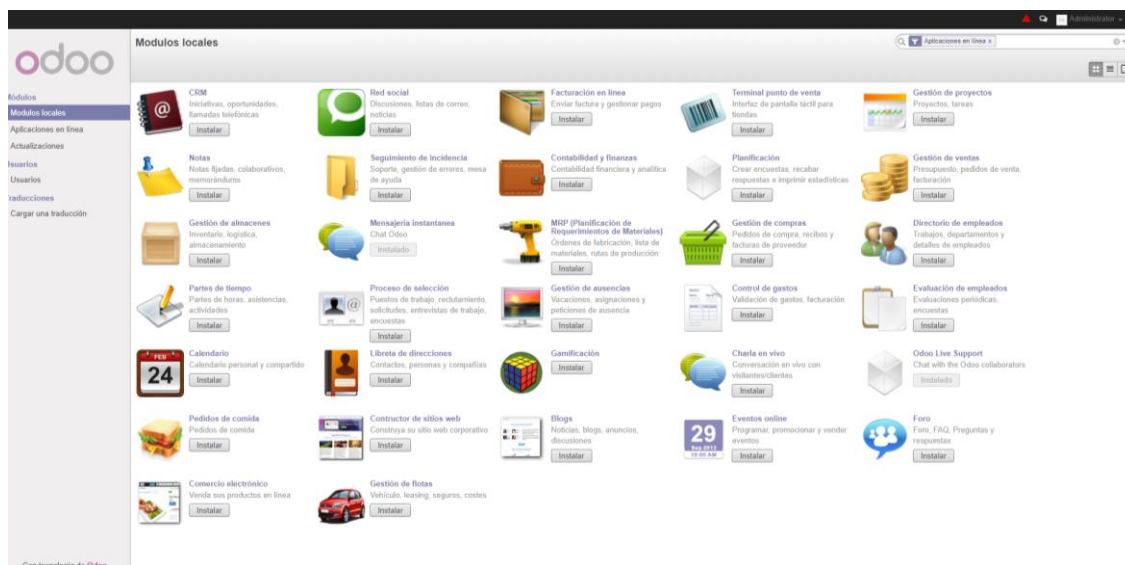 Administrator
odoo
Modulos locales
Aplicaciones en línea x
Módulos
Modulos locales
Aplicaciones en línea
Actualizaciones
Usuarios
Usuarios
Traducciones
Cargar una traducción
CRM
Iniciativas, oportunidades,
llamadas telefónicas
Instalar
Red social
Discusiones, listas de correo,
noticias
Instalar
Facturación en línea
Enviar factura y gestionar pagos
Instalar
Terminal punto de venta
Interfaz de pantalla táctil para
tiendas
Instalar
Gestión de proyectos
Proyectos, tareas
Instalar
Notas
Notas fijadas, colaborativos,
memorándums
Instalar
Seguimiento de incidencia
Soporte, gestión de errores, mesa
de ayuda
Instalar
Contabilidad y finanzas
Contabilidad financiera y analítica
Instalar
Planificación
Crear encuestas, recabar
respuestas e imprimir estadísticas
Instalar
Gestión de ventas
Presupuesto, pedidos de venta,
facturación
Instalar
Gestión de almacenes
Inventario, logística,
almacenamiento
Instalar
Mensajería instantanea
Chat Odoo
Instalado
MRP (Planificación de
Requerimientos de Materiales)
Órdenes de fabricación, lista de
materiales, rutas de producción
Instalar
Gestión de compras
Pedidos de compra, recibos y
facturas de proveedor
Instalar
Directorio de empleados
Trabajos, departamentos y
detalles de empleados
Instalar
Partes de tiempo
Partes de horas, asistencias,
actividades
Instalar
Proceso de selección
Puestos de trabajo, reclutamiento,
solicitudes, entrevistas de trabajo,
encuestas
Instalar
Gestión de ausencias
Vacaciones, asignaciones y
peticiones de ausencia
Instalar
Control de gastos
Validación de gastos, facturación
Instalar
Evaluación de empleados
Evaluaciones periódicas,
encuestas
Instalar
FEB
24
Calendario
Calendario personal y compartido
Instalar
Libreta de direcciones
Contactos, personas y compañías
Instalar
Gamificación
Instalar
Charla en vivo
Conversación en vivo con
visitantes/clientes
Instalar
Odoo Live Support
Chat with the Odoo collaborators
Instalado
Pedidos de comida
Pedidos de comida
Instalar
Contructor de sitios web
Construya su sitio web corporativo
Instalar
Blogs
Noticias, blogs, anuncios,
discusiones
Instalar
29
Sep 2013
10:00 AM
Eventos online
Programar, promocionar y vender
eventos
Instalar
Foro
Foro, FAQ, Preguntas y
respuestas
Instalar
Comercio electrónico
Venda sus productos en línea
Instalar
Gestión de flotas
Vehículo, leasing, seguros, costes
Instalar
Con tecnología de Odoo